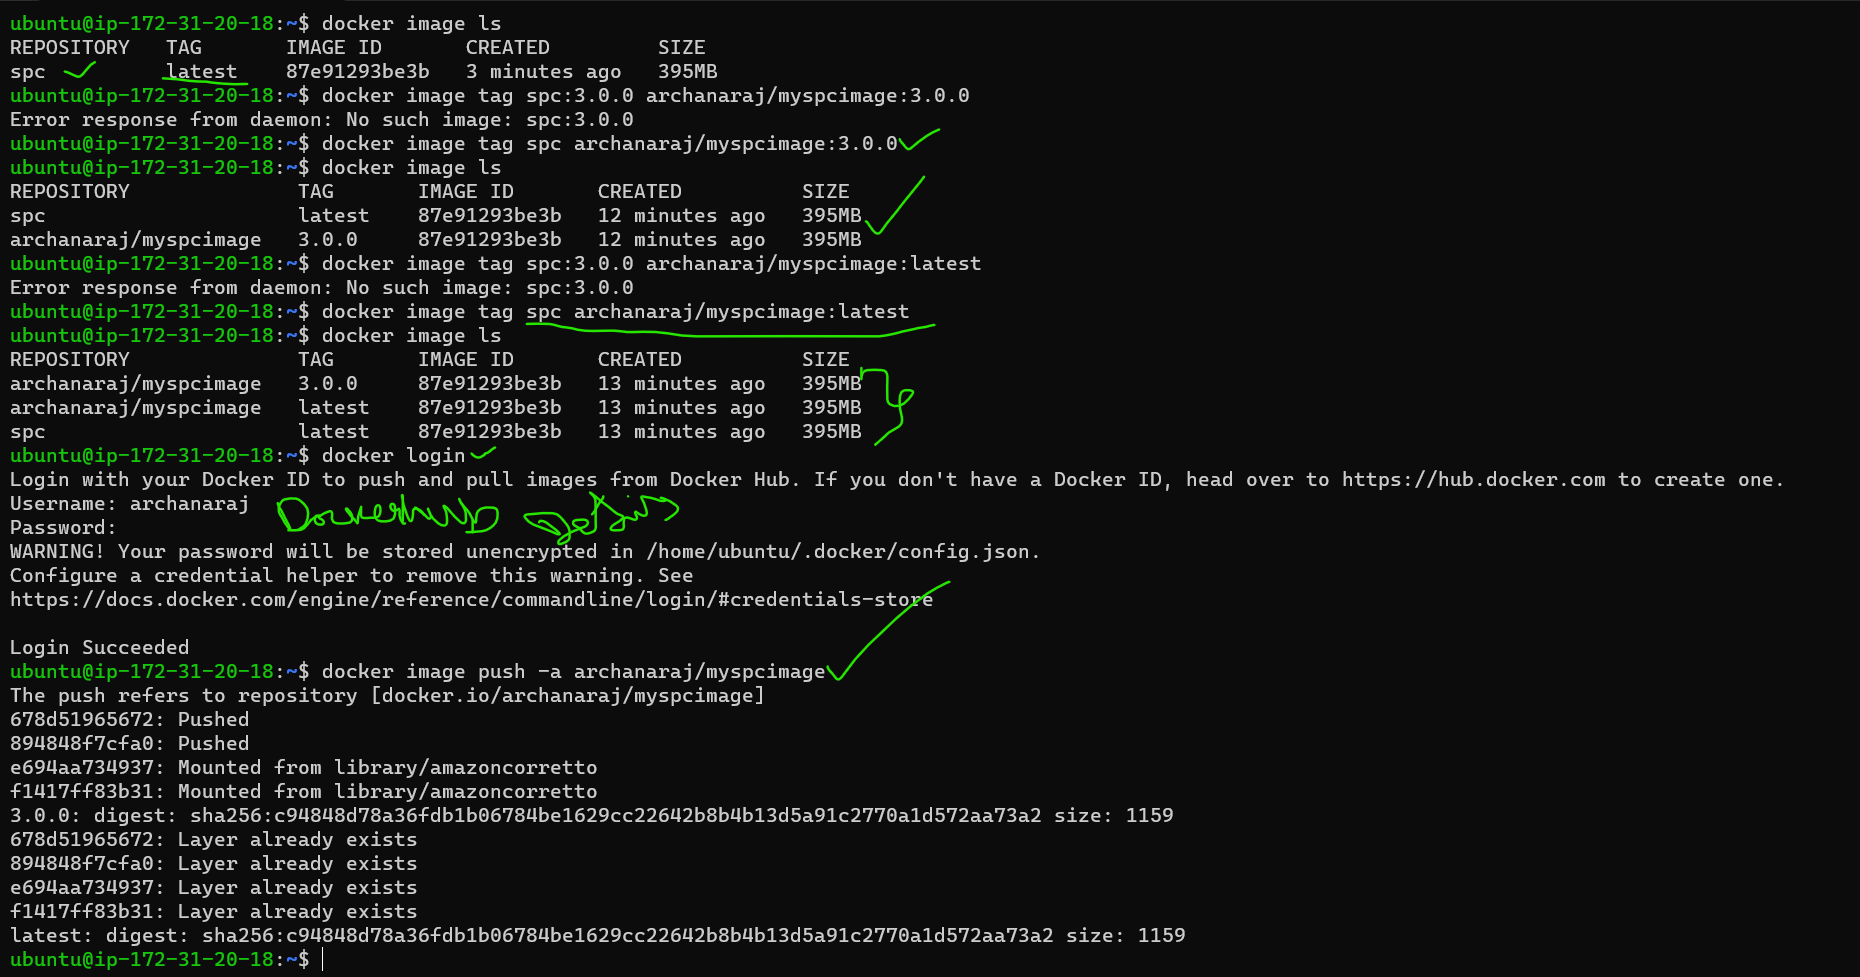 ubuntu@ip-172-31-20-18:~$ docker image ls
REPOSITORY   TAG       IMAGE ID       CREATED         SIZE
spc          latest    87e91293be3b   3 minutes ago   395MB
ubuntu@ip-172-31-20-18:~$ docker image tag spc:3.0.0 archanaraj/myspcimage:3.0.0
Error response from daemon: No such image: spc:3.0.0
ubuntu@ip-172-31-20-18:~$ docker image tag spc archanaraj/myspcimage:3.0.0
ubuntu@ip-172-31-20-18:~$ docker image ls
REPOSITORY              TAG       IMAGE ID       CREATED          SIZE
spc                     latest    87e91293be3b   12 minutes ago   395MB
archanaraj/myspcimage   3.0.0     87e91293be3b   12 minutes ago   395MB
ubuntu@ip-172-31-20-18:~$ docker image tag spc:3.0.0 archanaraj/myspcimage:latest
Error response from daemon: No such image: spc:3.0.0
ubuntu@ip-172-31-20-18:~$ docker image tag spc archanaraj/myspcimage:latest
ubuntu@ip-172-31-20-18:~$ docker image ls
REPOSITORY              TAG       IMAGE ID       CREATED          SIZE
archanaraj/myspcimage   3.0.0     87e91293be3b   13 minutes ago   395MB
archanaraj/myspcimage   latest    87e91293be3b   13 minutes ago   395MB
spc                     latest    87e91293be3b   13 minutes ago   395MB
ubuntu@ip-172-31-20-18:~$ docker login
Login with your Docker ID to push and pull images from Docker Hub. If you don't have a Docker ID, head over to https://hub.docker.com to create one.
Username: archanaraj
Dockerhub details
Password:
WARNING! Your password will be stored unencrypted in /home/ubuntu/.docker/config.json.
Configure a credential helper to remove this warning. See
https://docs.docker.com/engine/reference/commandline/login/#credentials-store
Login Succeeded
ubuntu@ip-172-31-20-18:~$ docker image push -a archanaraj/myspcimage
The push refers to repository [docker.io/archanaraj/myspcimage]
678d51965672: Pushed
894848f7cfa0: Pushed
e694aa734937: Mounted from library/amazoncorretto
f1417ff83b31: Mounted from library/amazoncorretto
3.0.0: digest: sha256:c94848d78a36fdb1b06784be1629cc22642b8b4b13d5a91c2770a1d572aa73a2 size: 1159
678d51965672: Layer already exists
894848f7cfa0: Layer already exists
e694aa734937: Layer already exists
f1417ff83b31: Layer already exists
latest: digest: sha256:c94848d78a36fdb1b06784be1629cc22642b8b4b13d5a91c2770a1d572aa73a2 size: 1159
ubuntu@ip-172-31-20-18:~$